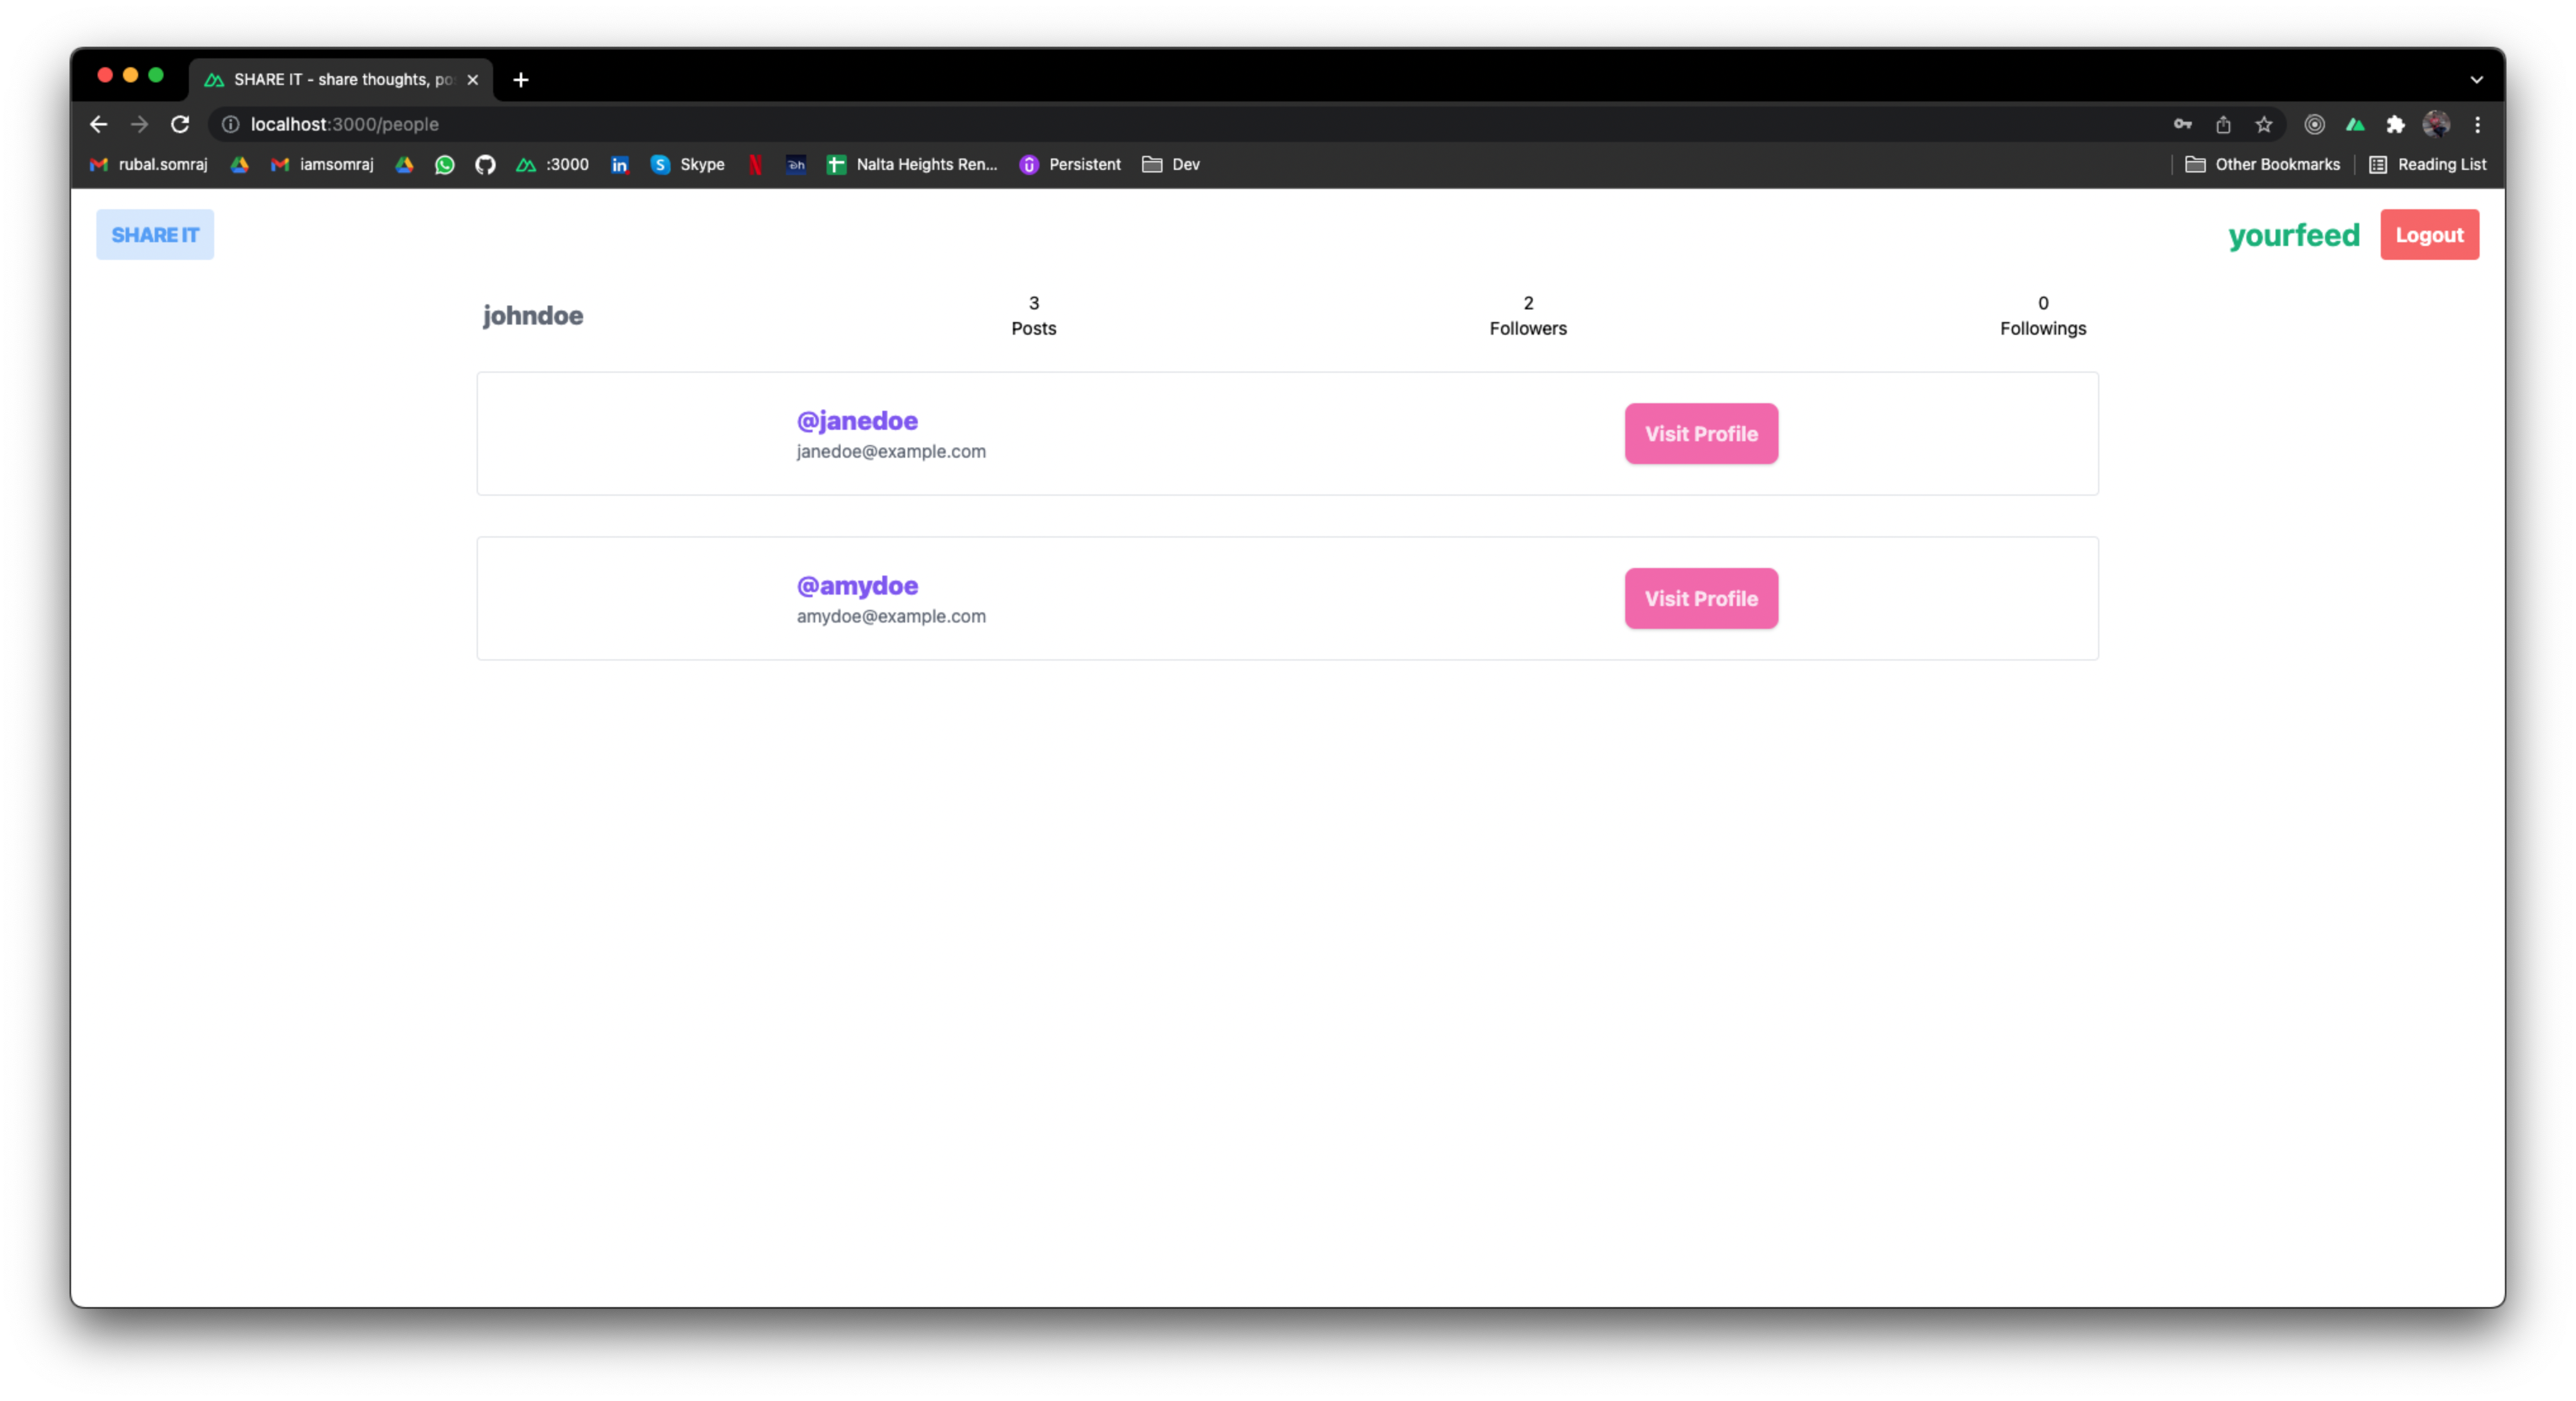 SHARE IT - share thoughts, po
localhost:3000/people
rubal.somraj iamsomraj :3000 in S Skype N Nalta Heights Ren... Persistent Dev Other Bookmarks Reading List
SHARE IT yourfeed Logout
johndoe
3 2 0
Posts Followers Followings
@janedoe
janedoe@example.com
Visit Profile
@amydoe
amydoe@example.com
Visit Profile